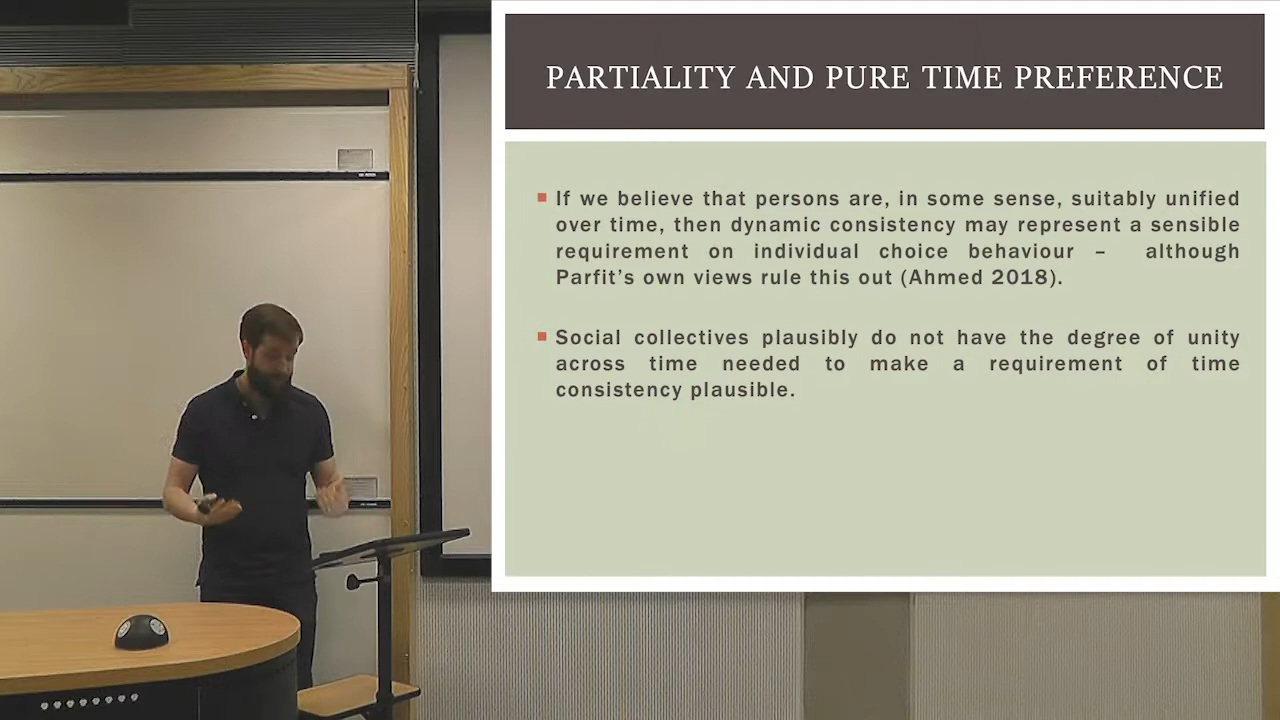 PARTIALITY AND PURE TIME PREFERENCE
If we believe that persons are, in some sense, suitably unified
over time, then dynamic consistency may represent a sensible
requirement on individual choice behaviour – although
Parfit's own views rule this out (Ahmed 2018).
Social collectives plausibly do not have the degree of unity
across time needed to make a requirement of time
consistency plausible.